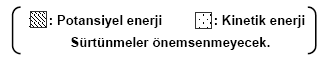 : Potansiyel enerji : Kinetik enerji
Sürtünmeler önemsenmeyecek.